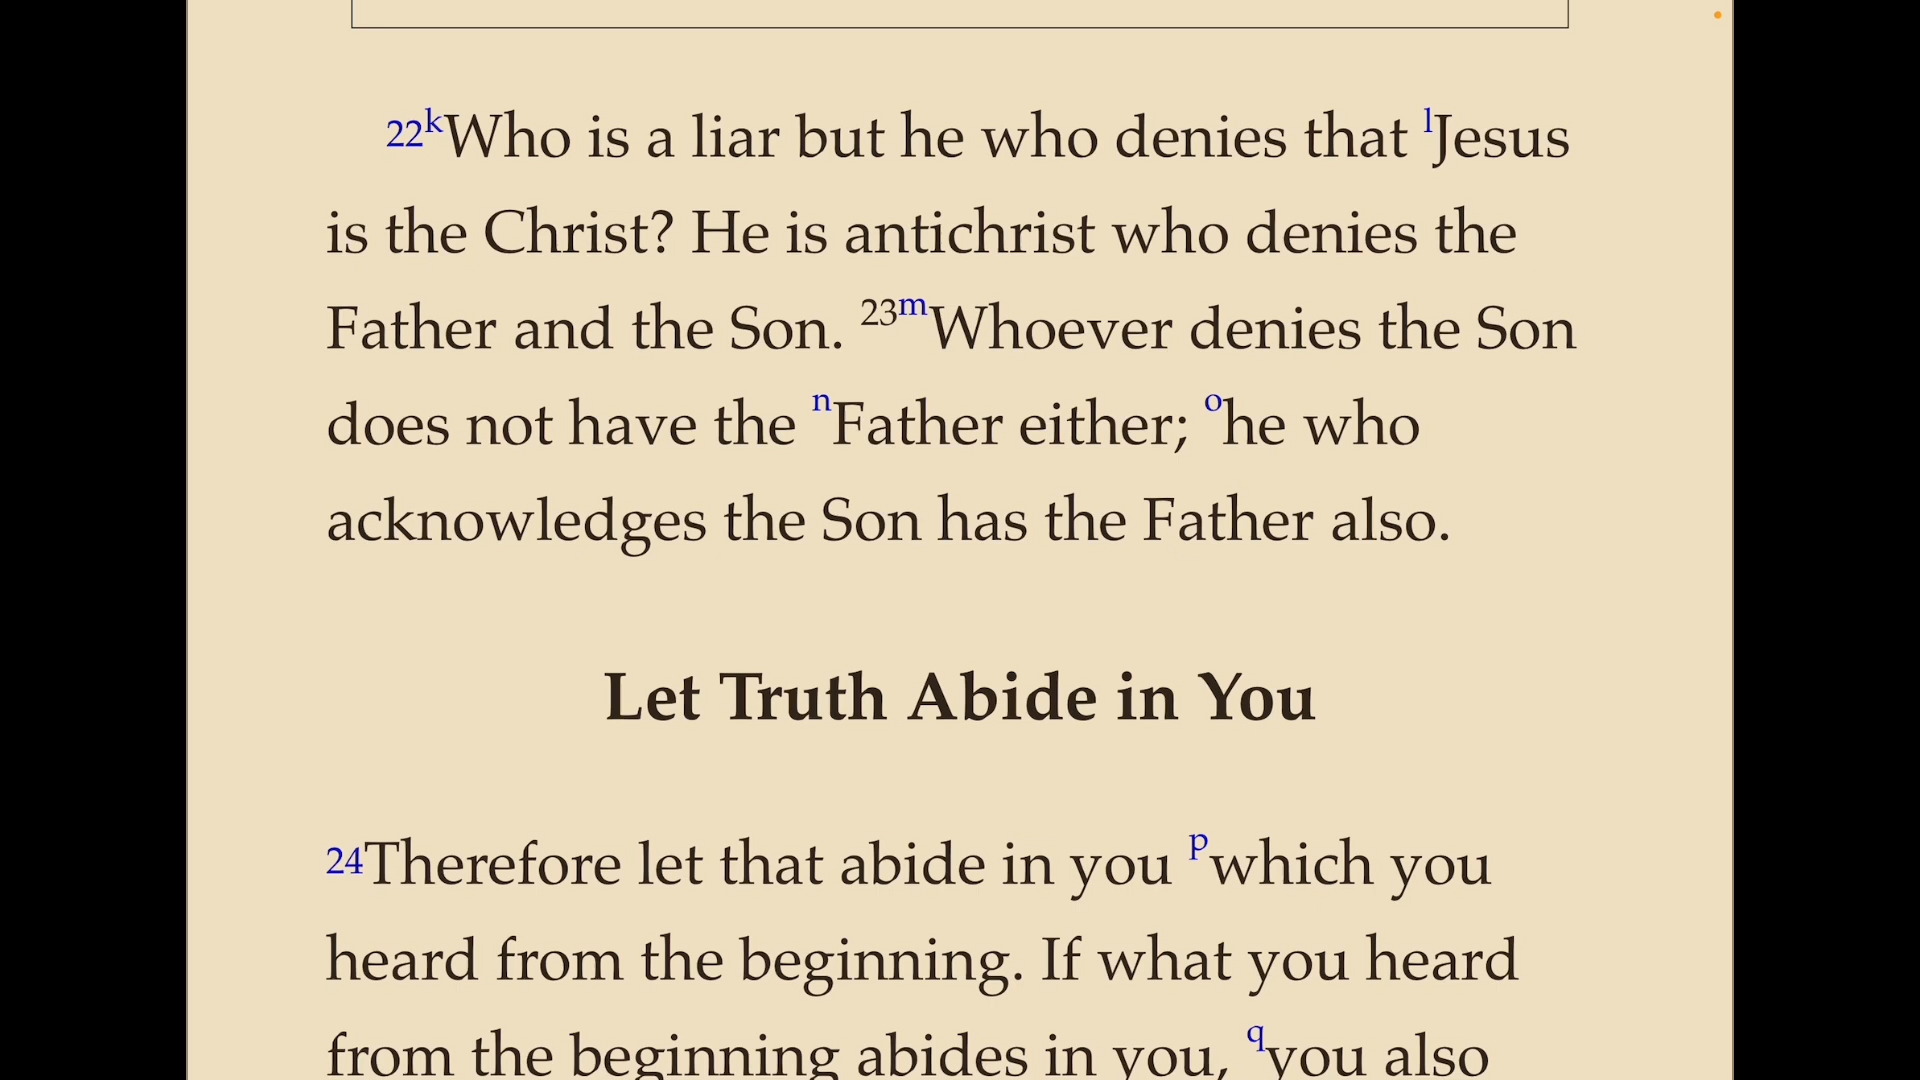 22kWho is a liar but he who denies that lJesus
is the Christ? He is antichrist who denies the
Father and the Son. 23mWhoever denies the Son
does not have the nFather either; ohe who
acknowledges the Son has the Father also.
Let Truth Abide in You
24Therefore let that abide in you pwhich you
heard from the beginning. If what you heard
from the beginning abides in you, qyou also